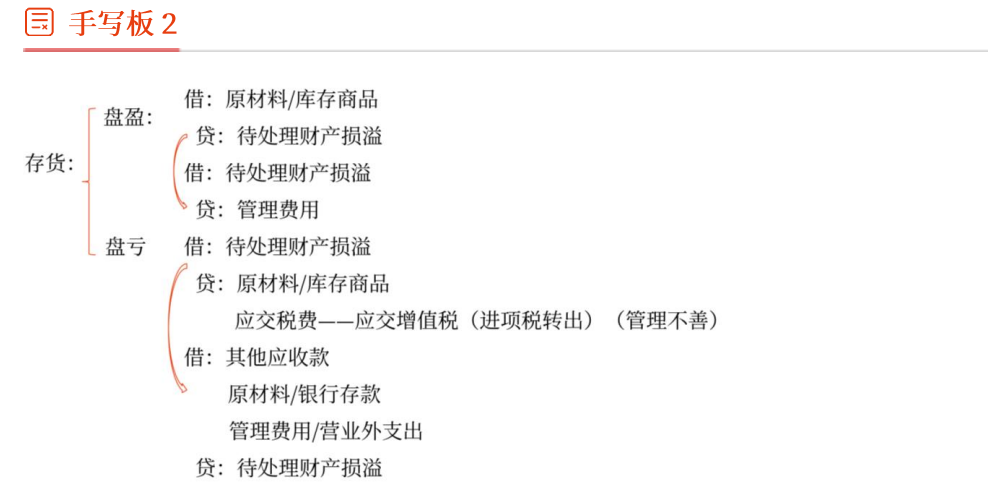 手写板 2
借：原材料/库存商品
盘盈：
贷：待处理财产损溢
存货：
借：待处理财产损溢
贷：管理费用
盘亏 借：待处理财产损溢
贷：原材料/库存商品
应交税费——应交增值税（进项税转出）（管理不善）
借：其他应收款
原材料/银行存款
管理费用/营业外支出
贷：待处理财产损溢